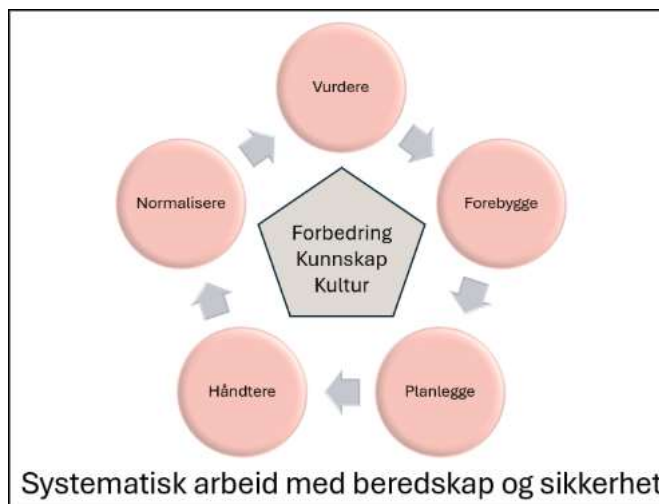 Vurdere
Forebygge
Planlegge
Håndtere
Normalisere
Forbedring
Kunnskap
Kultur
Systematisk arbeid med beredskap og sikkerhet